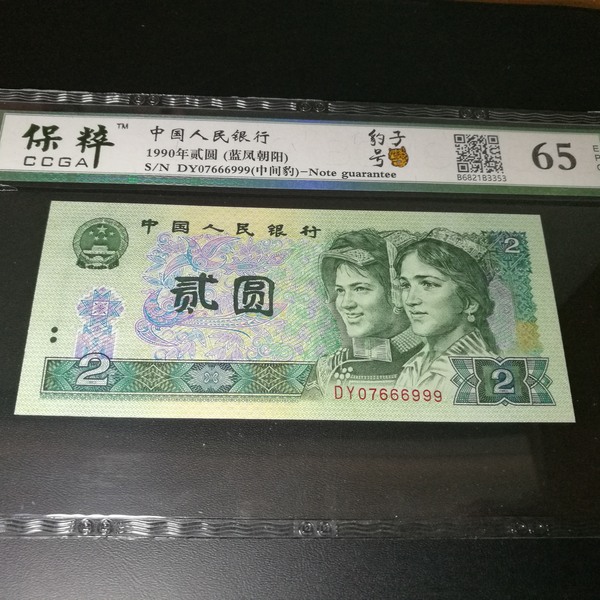 保粹™
CCGA
中国人民银行
1990年贰圆 (蓝凤朝阳)
S/N DY07666999(中间豹)-Note guarantee
豹子
号
B682183353
65
E
P
中国人民银行
贰圆
2
2
2
DY07666999